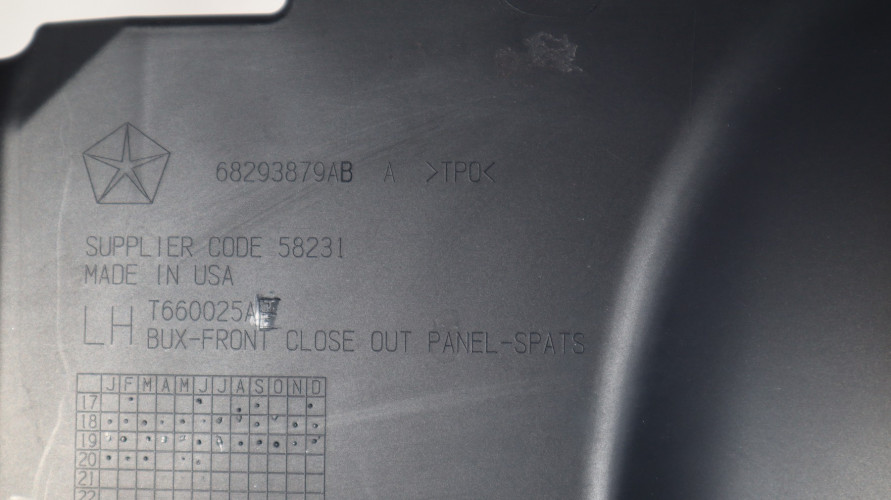 68293879AB A >TPO<
SUPPLIER CODE 58231
MADE IN USA
LH
T660025A
BUX-FRONT CLOSE OUT PANEL-SPATS
J F M A M J J A S O N D
17
18
19
20
21
22